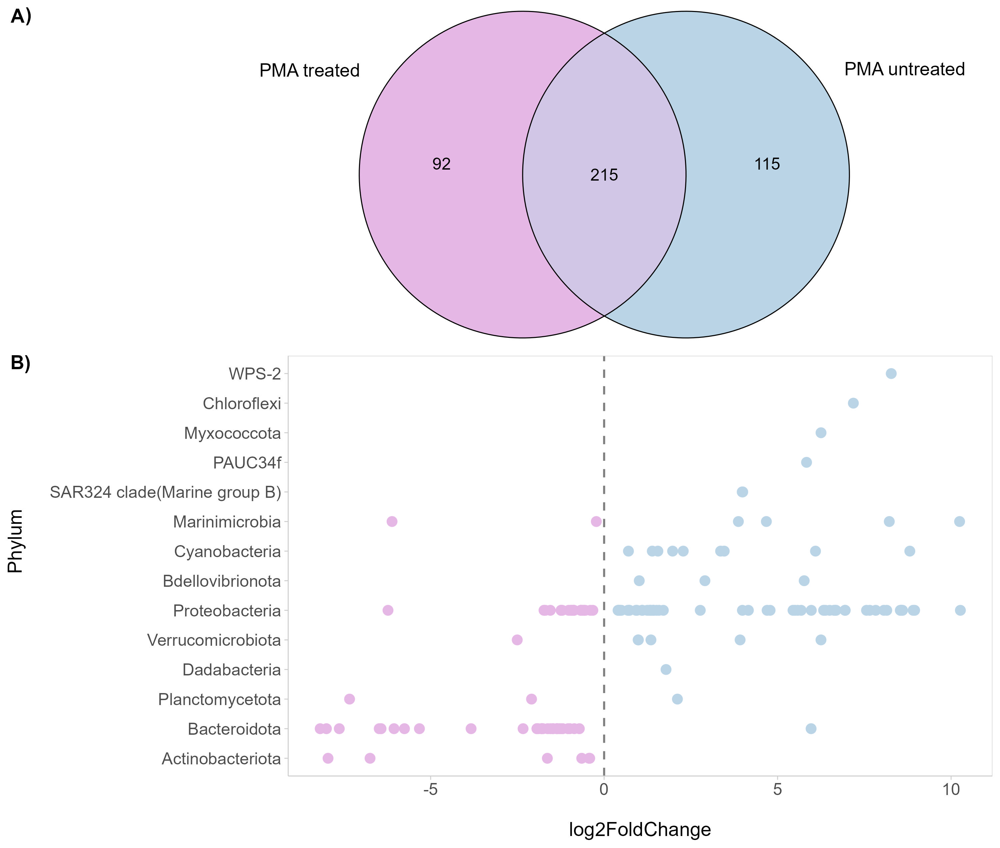 A)
PMA treated
PMA untreated
92
215
115
B)
WPS-2
Chloroflexi
Myxococcota
PAUC34f
SAR324 clade(Marine group B)
Marinimicrobia
Cyanobacteria
Bdellovibrionota
Proteobacteria
Verrucomicrobiota
Dadabacteria
Planctomycetota
Bacteroidota
Actinobacteriota
Phylum
-5 0 5 10
log2FoldChange